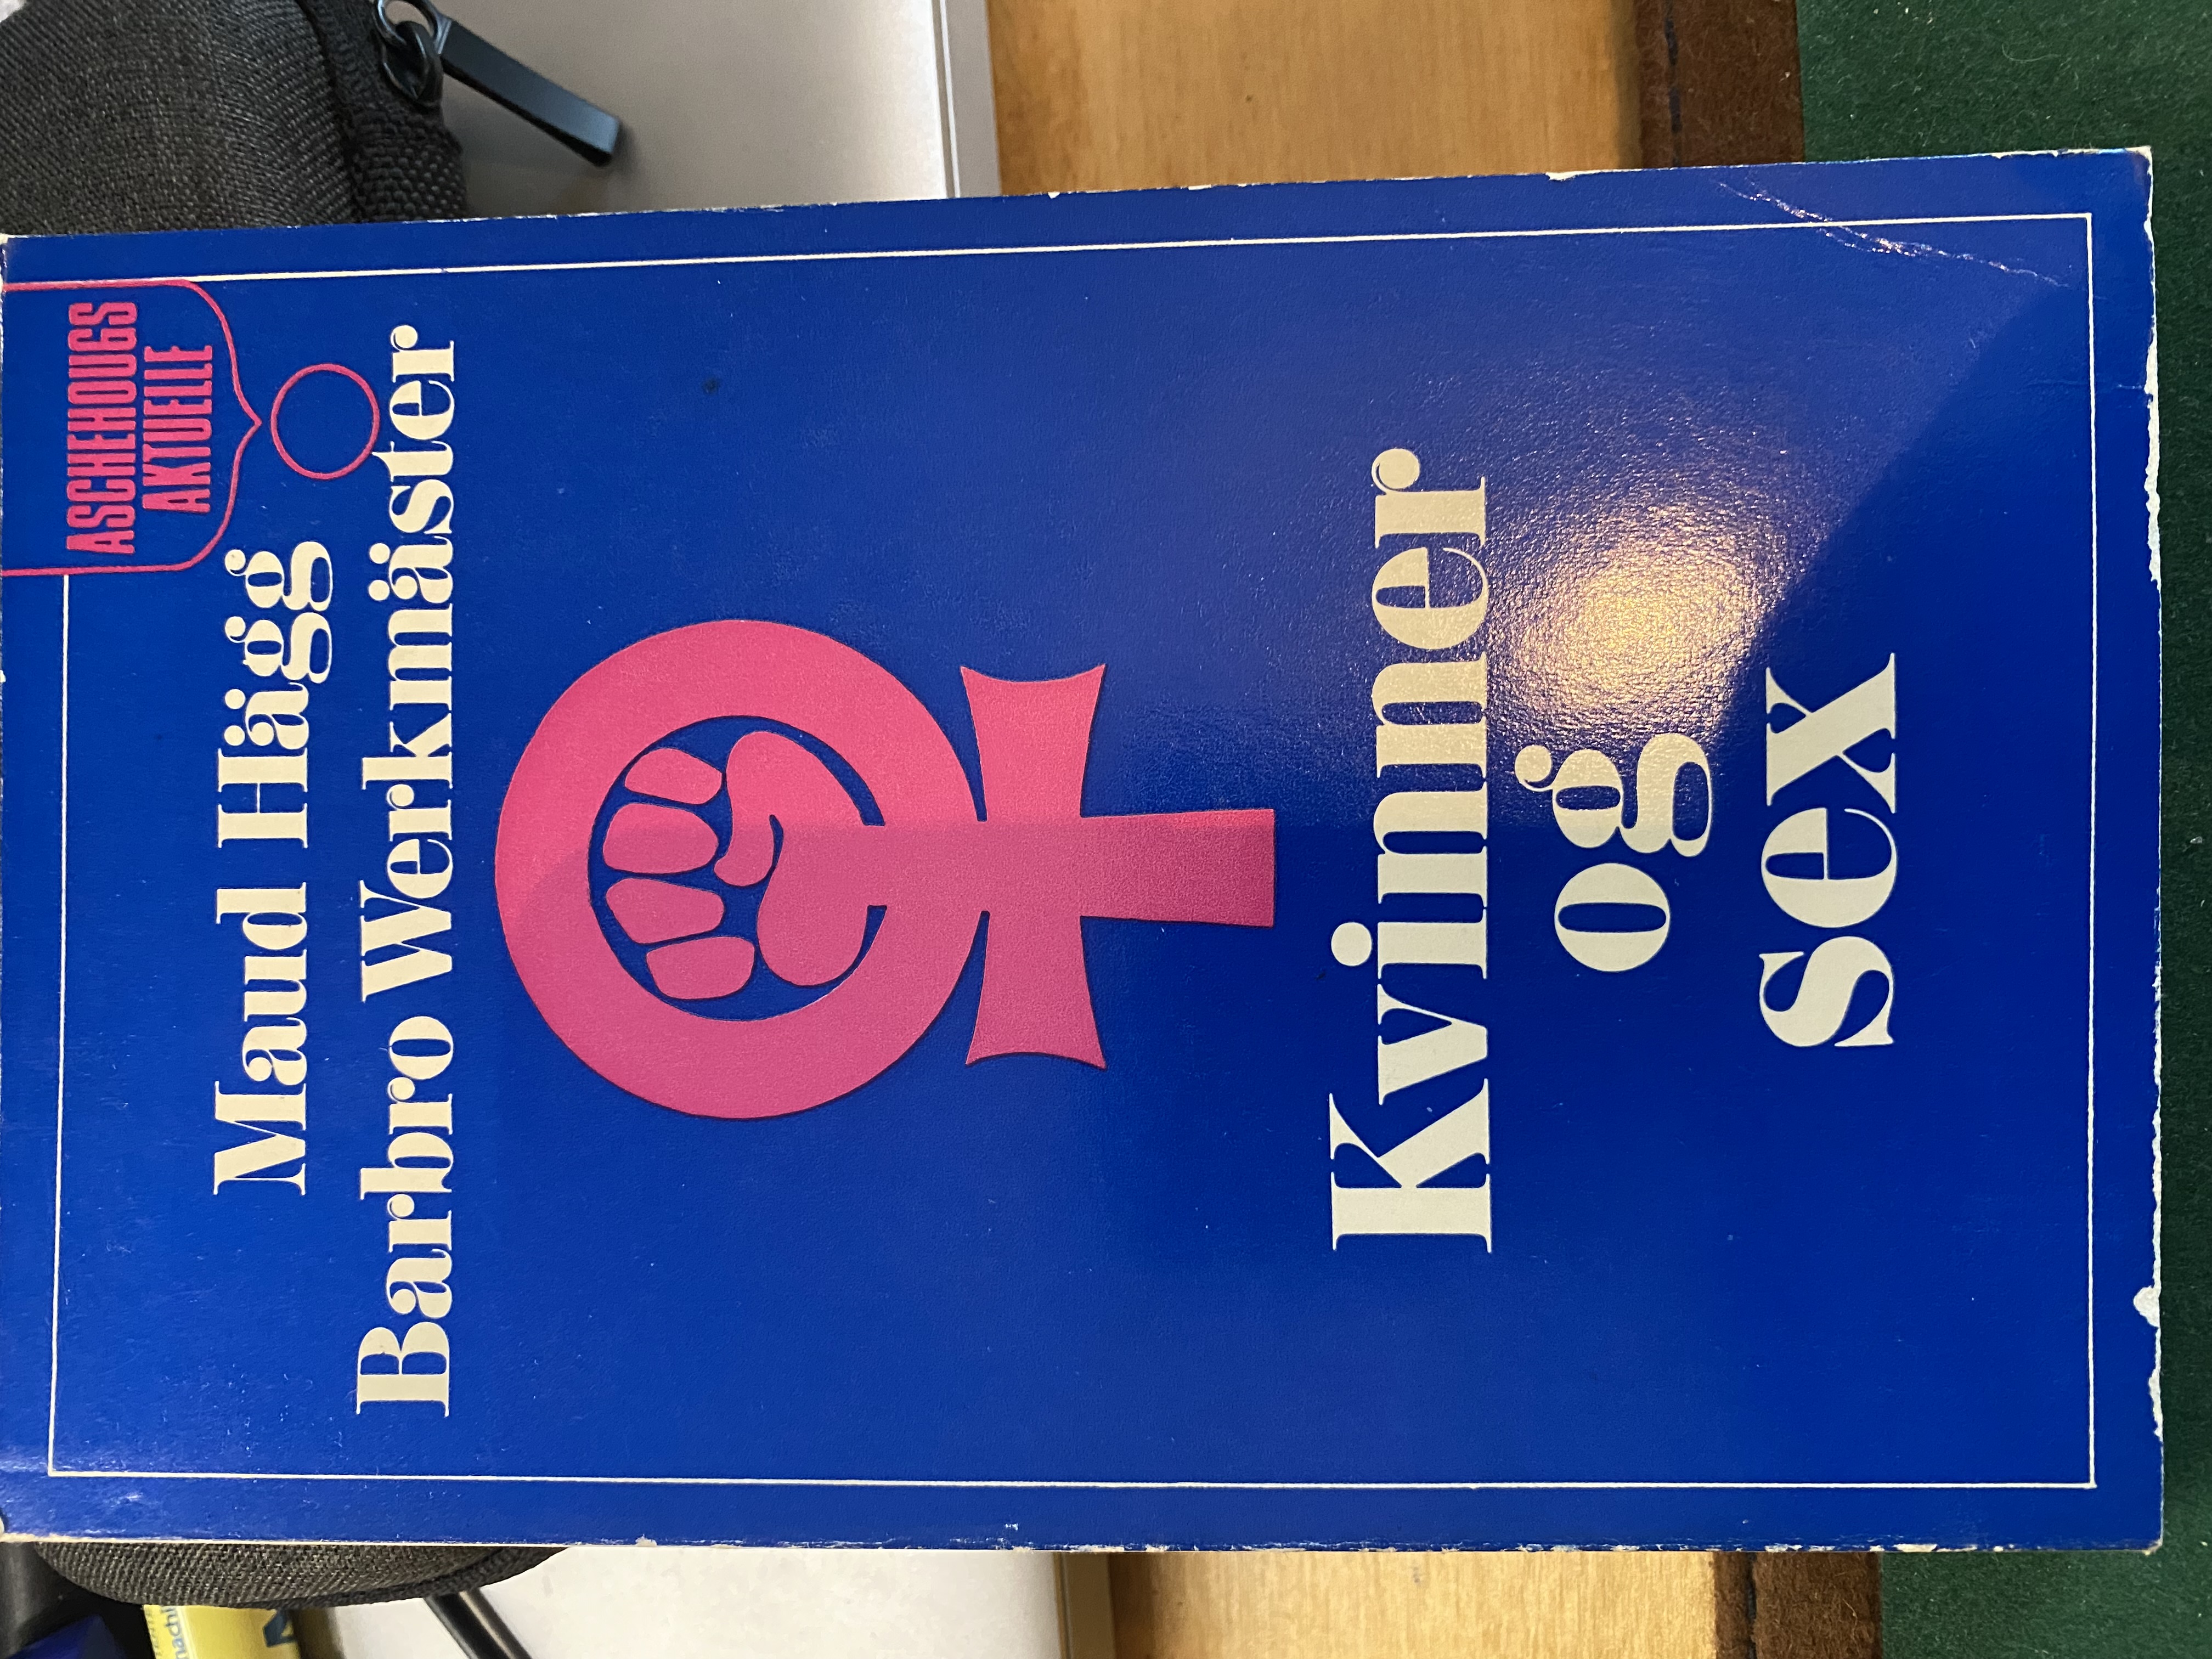 ASCHEHOUGS
AKTUELLE
Maud Hägg
Barbro Werkmäster
Kvinner
og
sex